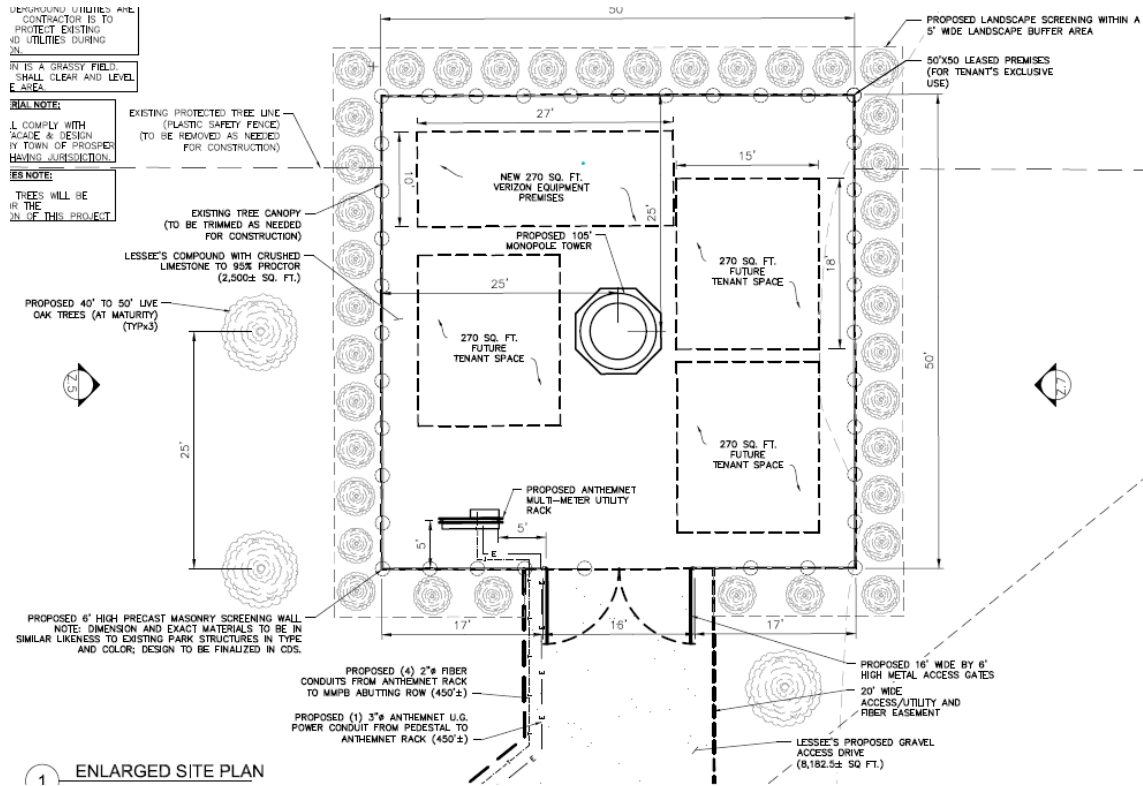 UNDERGROUND UTILITIES ARE
CONTRACTOR IS TO
PROTECT EXISTING
UTILITIES DURING
IS A GRASSY FIELD.
SHALL CLEAR AND LEVEL
AREA.
NOTE:
COMPLY WITH
& DESIGN
TOWN OF PROSPER
HAVING JURISDICTION.
NOTE:
TREES WILL BE
THE
OF THIS PROJECT
50'
PROPOSED LANDSCAPE SCREENING WITHIN A
5' WIDE LANDSCAPE BUFFER AREA
50'X50 LEASED PREMISES
(FOR TENANT'S EXCLUSIVE
USE)
EXISTING PROTECTED TREE LINE
(PLASTIC SAFETY FENCE)
(TO BE REMOVED AS NEEDED
FOR CONSTRUCTION)
27'
10'
NEW 270 SQ. FT.
VERIZON EQUIPMENT
PREMISES
25'
15'
18'
EXISTING TREE CANOPY
(TO BE TRIMMED AS NEEDED
FOR CONSTRUCTION)
PROPOSED 105'
MONOPOLE TOWER
LESSEE'S COMPOUND WITH CRUSHED
LIMESTONE TO 95% PROCTOR
(2,500± SQ. FT.)
25'
270 SQ. FT.
FUTURE
TENANT SPACE
PROPOSED 40' TO 50' LIVE
OAK TREES (AT MATURITY)
(TYPx3)
270 SQ. FT.
FUTURE
TENANT SPACE
50'
Z.5
25'
Z.7
270 SQ. FT.
FUTURE
TENANT SPACE
PROPOSED ANTHEMNET
MULTI-METER UTILITY
RACK
5'
5'
E
PROPOSED 6' HIGH PRECAST MASONRY SCREENING WALL
NOTE: DIMENSION AND EXACT MATERIALS TO BE IN
SIMILAR LIKENESS TO EXISTING PARK STRUCTURES IN TYPE
AND COLOR; DESIGN TO BE FINALIZED IN CDS.
17'
16'
17'
PROPOSED (4) 2"ø FIBER
CONDUITS FROM ANTHEMNET RACK
TO MMPB ABUTTING ROW (450'±)
PROPOSED (1) 3"ø ANTHEMNET U.G.
POWER CONDUIT FROM PEDESTAL TO
ANTHEMNET RACK (450'±)
E
E
E
PROPOSED 16' WIDE BY 6'
HIGH METAL ACCESS GATES
20' WIDE
ACCESS/UTILITY AND
FIBER EASEMENT
LESSEE'S PROPOSED GRAVEL
ACCESS DRIVE
(8,182.5± SQ FT.)
1
ENLARGED SITE PLAN